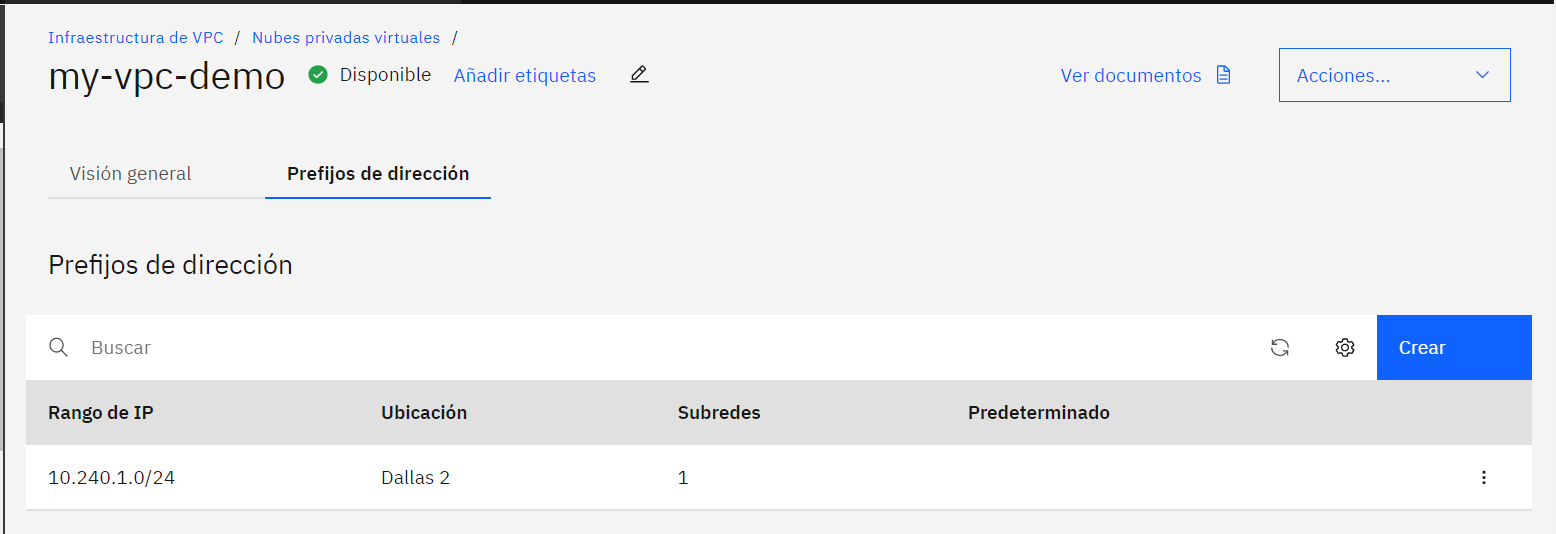 Infraestructura de VPC / Nubes privadas virtuales /
my-vpc-demo Disponible Añadir etiquetas Ver documentos Acciones...
Visión general Prefijos de dirección
Prefijos de dirección
Buscar Crear
Rango de IP Ubicación Subredes Predeterminado
10.240.1.0/24 Dallas 2 1